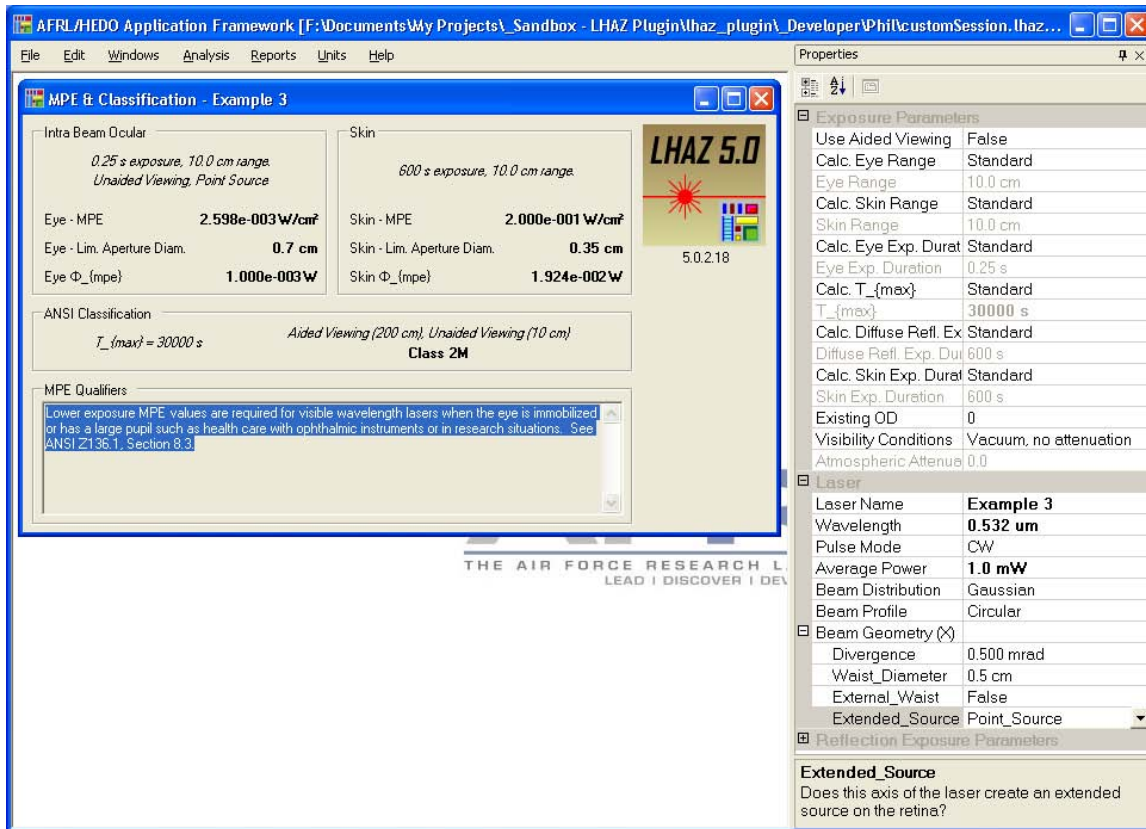 AFRL/HEDO Application Framework [F:\Documents\My Projects\_Sandbox - LHAZ Plugin\lhaz_plugin\_Developer\Phil\customSession.lhaz...
File Edit Windows Analysis Reports Units Help
MPE & Classification - Example 3
Intra Beam Ocular
0.25 s exposure, 10.0 cm range.
Unaided Viewing, Point Source
Eye - MPE 2.598e-003 W/cm²
Eye - Lim. Aperture Diam. 0.7 cm
Eye Φ_{mpe} 1.000e-003 W
Skin
600 s exposure, 10.0 cm range.
Skin - MPE 2.000e-001 W/cm²
Skin - Lim. Aperture Diam. 0.35 cm
Skin Φ_{mpe} 1.924e-002 W
LHAZ 5.0
5.0.2.18
ANSI Classification
T_{max} = 30000 s
Aided Viewing (200 cm), Unaided Viewing (10 cm)
Class 2M
MPE Qualifiers
Lower exposure MPE values are required for visible wavelength lasers when the eye is immobilized
or has a large pupil such as health care with ophthalmic instruments or in research situations. See
ANSI Z136.1, Section 8.3.
THE AIR FORCE RESEARCH L
LEAD | DISCOVER | DEV
Properties
Exposure Parameters
Use Aided Viewing False
Calc. Eye Range Standard
Eye Range 10.0 cm
Calc. Skin Range Standard
Skin Range 10.0 cm
Calc. Eye Exp. Durat Standard
Eye Exp. Duration 0.25 s
Calc. T_{max} Standard
T_{max} 30000 s
Calc. Diffuse Refl. Ex Standard
Diffuse Refl. Exp. Dur 600 s
Calc. Skin Exp. Durat Standard
Skin Exp. Duration 600 s
Existing OD 0
Visibility Conditions Vacuum, no attenuation
Atmospheric Attenua 0.0
Laser
Laser Name Example 3
Wavelength 0.532 um
Pulse Mode CW
Average Power 1.0 mW
Beam Distribution Gaussian
Beam Profile Circular
Beam Geometry (X)
Divergence 0.500 mrad
Waist_Diameter 0.5 cm
External_Waist False
Extended_Source Point_Source
Reflection Exposure Parameters
Extended_Source
Does this axis of the laser create an extended
source on the retina?